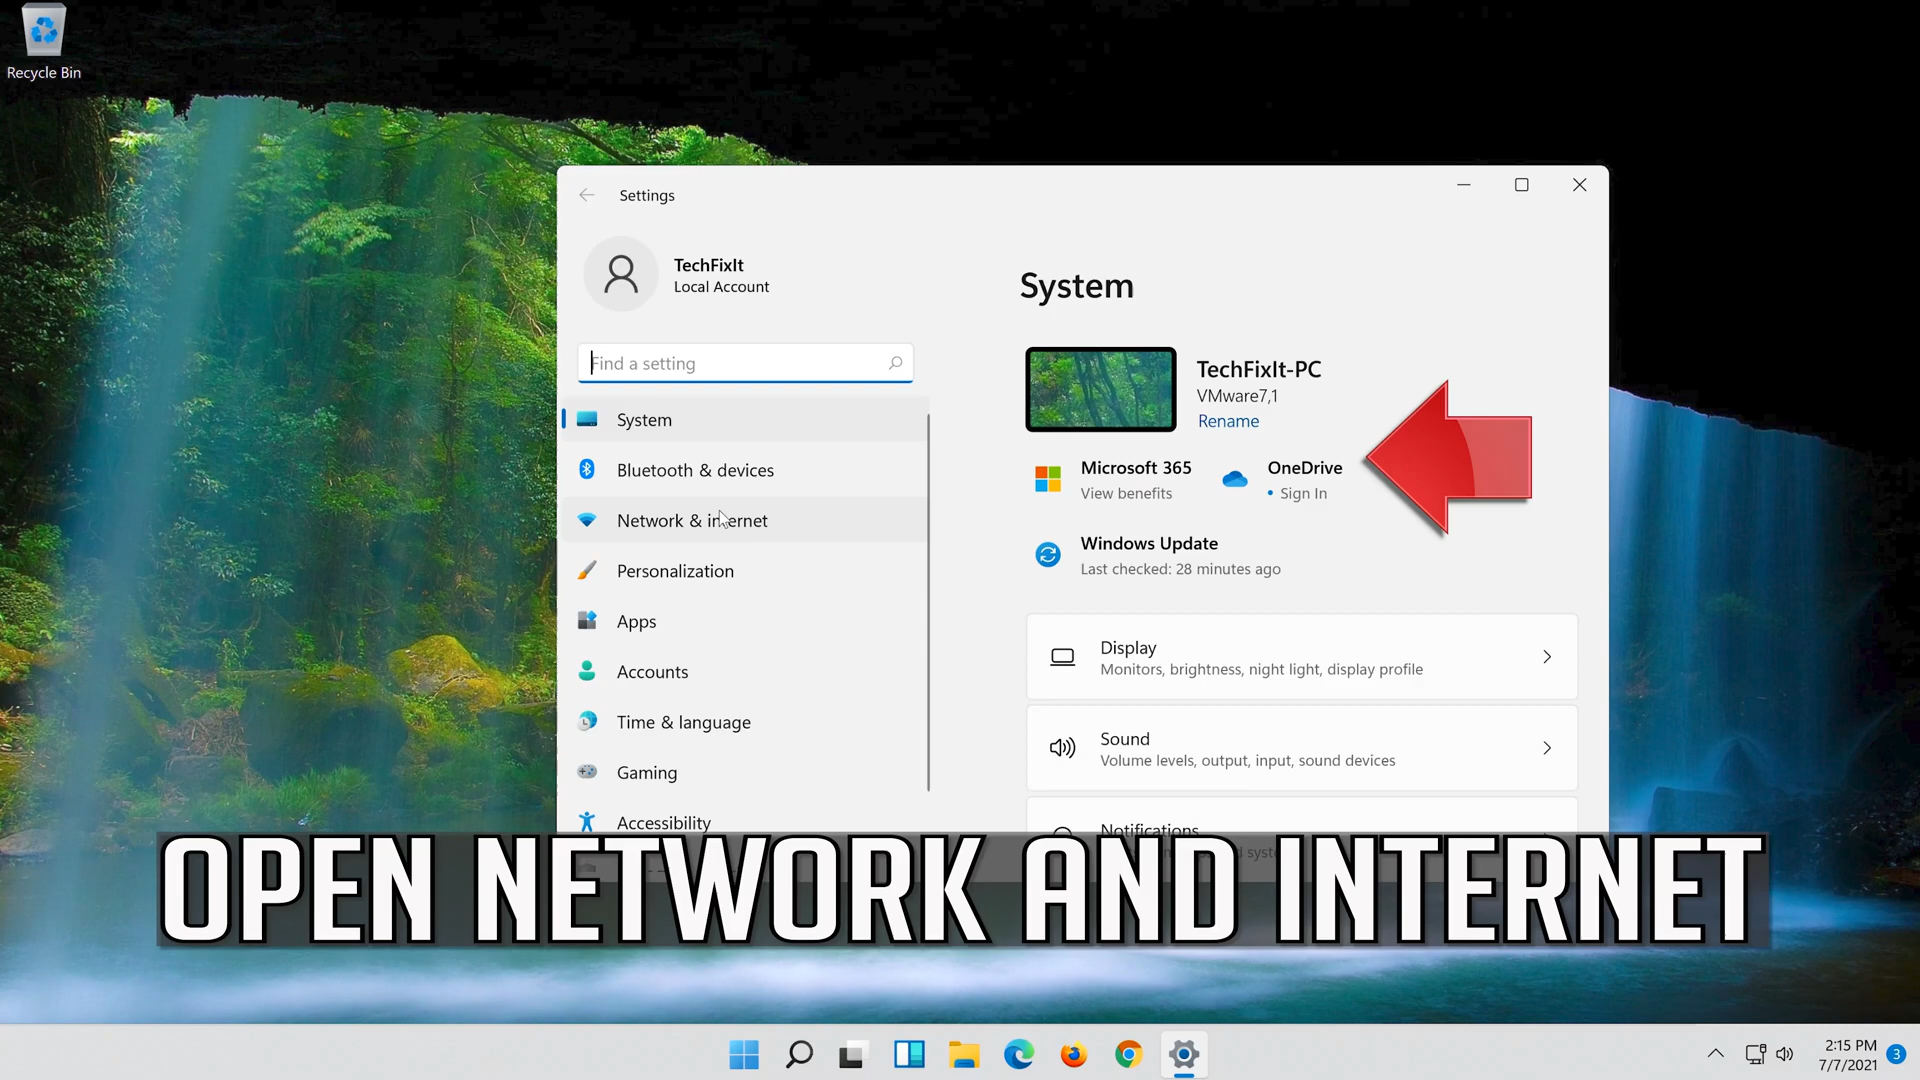 Recycle Bin
Settings
TechFixIt
Local Account
Find a setting
System
Bluetooth & devices
Network & internet
Personalization
Apps
Accounts
Time & language
Gaming
Accessibility
System
TechFixIt-PC
VMware7,1
Rename
Microsoft 365
View benefits
OneDrive
• Sign In
Windows Update
Last checked: 28 minutes ago
Display
Monitors, brightness, night light, display profile
Sound
Volume levels, output, input, sound devices
Notifications
OPEN NETWORK AND INTERNET
2:15 PM
7/7/2021
3